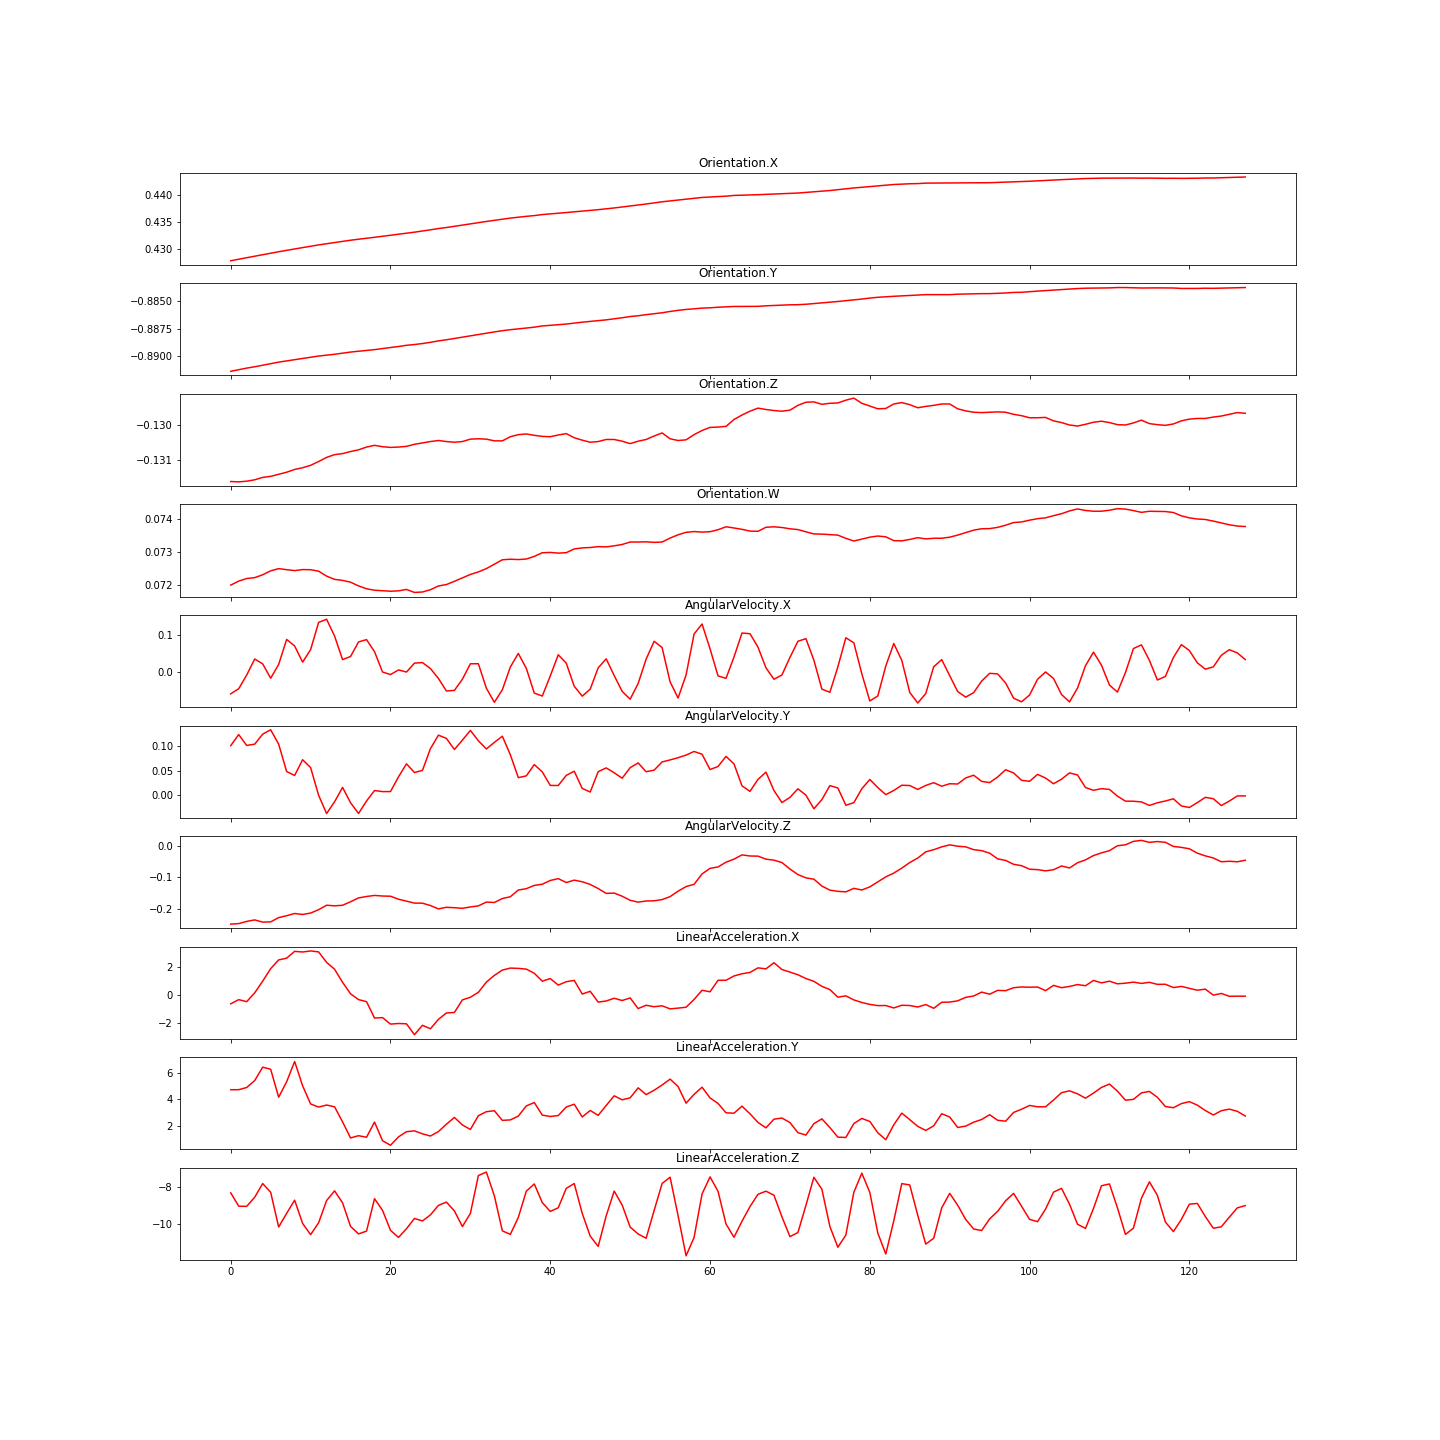 Orientation.X
0.440
0.435
0.430
Orientation.Y
−0.8850
−0.8875
−0.8900
Orientation.Z
−0.130
−0.131
Orientation.W
0.074
0.073
0.072
AngularVelocity.X
0.1
0.0
AngularVelocity.Y
0.10
0.05
0.00
AngularVelocity.Z
0.0
−0.1
−0.2
LinearAcceleration.X
2
0
−2
LinearAcceleration.Y
6
4
2
LinearAcceleration.Z
−8
−10
0 20 40 60 80 100 120